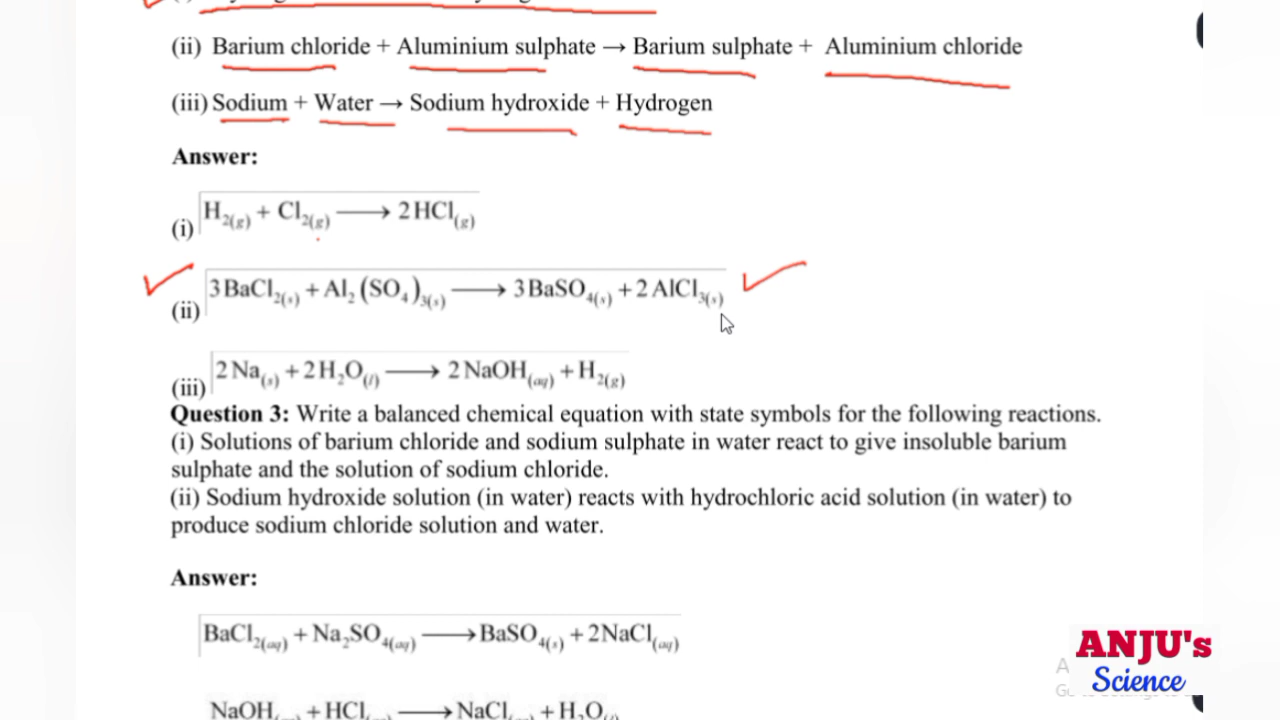 (ii) Barium chloride + Aluminium sulphate → Barium sulphate + Aluminium chloride
(iii) Sodium + Water → Sodium hydroxide + Hydrogen
Answer:
(i) H2(g) + Cl2(g) ⟶ 2HCl(g)
(ii) 3BaCl2(s) + Al2(SO4)3(s) ⟶ 3BaSO4(s) + 2AlCl3(s)
(iii) 2Na(s) + 2H2O(l) ⟶ 2NaOH(aq) + H2(g)
Question 3: Write a balanced chemical equation with state symbols for the following reactions.
(i) Solutions of barium chloride and sodium sulphate in water react to give insoluble barium
sulphate and the solution of sodium chloride.
(ii) Sodium hydroxide solution (in water) reacts with hydrochloric acid solution (in water) to
produce sodium chloride solution and water.
Answer:
BaCl2(aq) + Na2SO4(aq) ⟶ BaSO4(s) + 2NaCl(aq)
NaOH + HCl ⟶ NaCl + H2O
ANJU's
Science